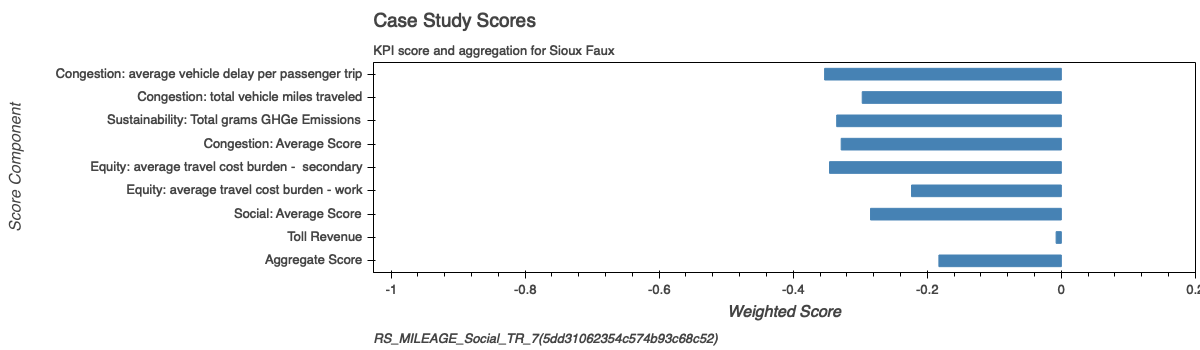 Case Study Scores
KPI score and aggregation for Sioux Faux
Score Component
Congestion: average vehicle delay per passenger trip
Congestion: total vehicle miles traveled
Sustainability: Total grams GHGe Emissions
Congestion: Average Score
Equity: average travel cost burden -  secondary
Equity: average travel cost burden - work
Social: Average Score
Toll Revenue
Aggregate Score
-1 -0.8 -0.6 -0.4 -0.2 0 0.2
Weighted Score
RS_MILEAGE_Social_TR_7(5dd31062354c574b93c68c52)